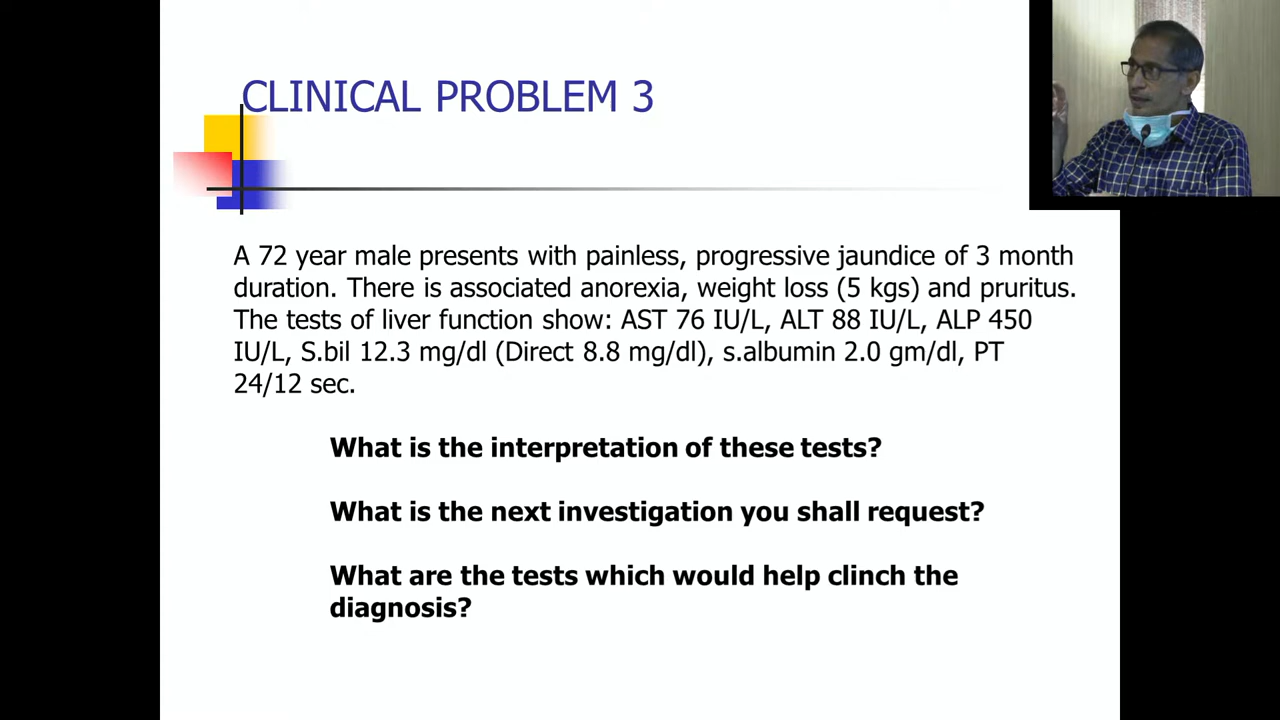 CLINICAL PROBLEM 3
A 72 year male presents with painless, progressive jaundice of 3 month
duration. There is associated anorexia, weight loss (5 kgs) and pruritus.
The tests of liver function show: AST 76 IU/L, ALT 88 IU/L, ALP 450
IU/L, S.bil 12.3 mg/dl (Direct 8.8 mg/dl), s.albumin 2.0 gm/dl, PT
24/12 sec.
What is the interpretation of these tests?
What is the next investigation you shall request?
What are the tests which would help clinch the
diagnosis?